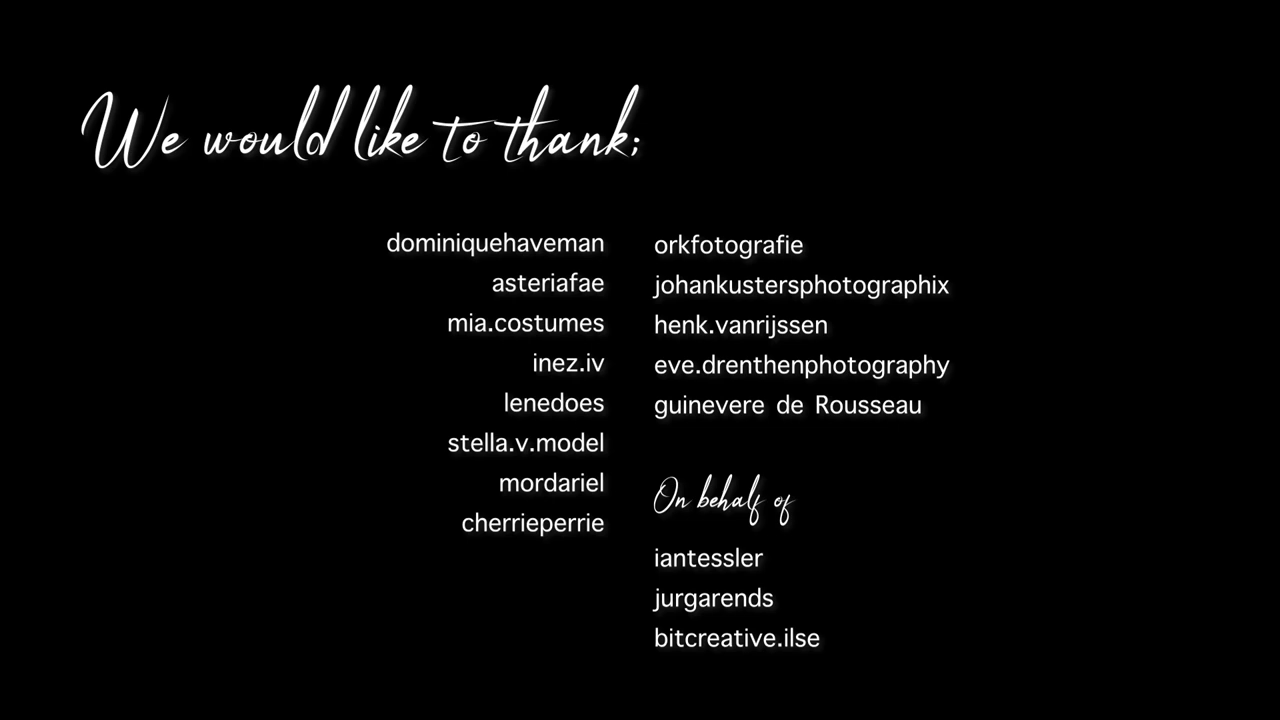 We would like to thank;
dominiquehaveman
asteriafae
mia.costumes
inez.iv
lenedoes
stella.v.model
mordariel
cherrieperrie
orkfotografie
johankustersphotographix
henk.vanrijssen
eve.drenthenphotography
guinevere de Rousseau
On behalf of
iantessler
jurgarends
bitcreative.ilse